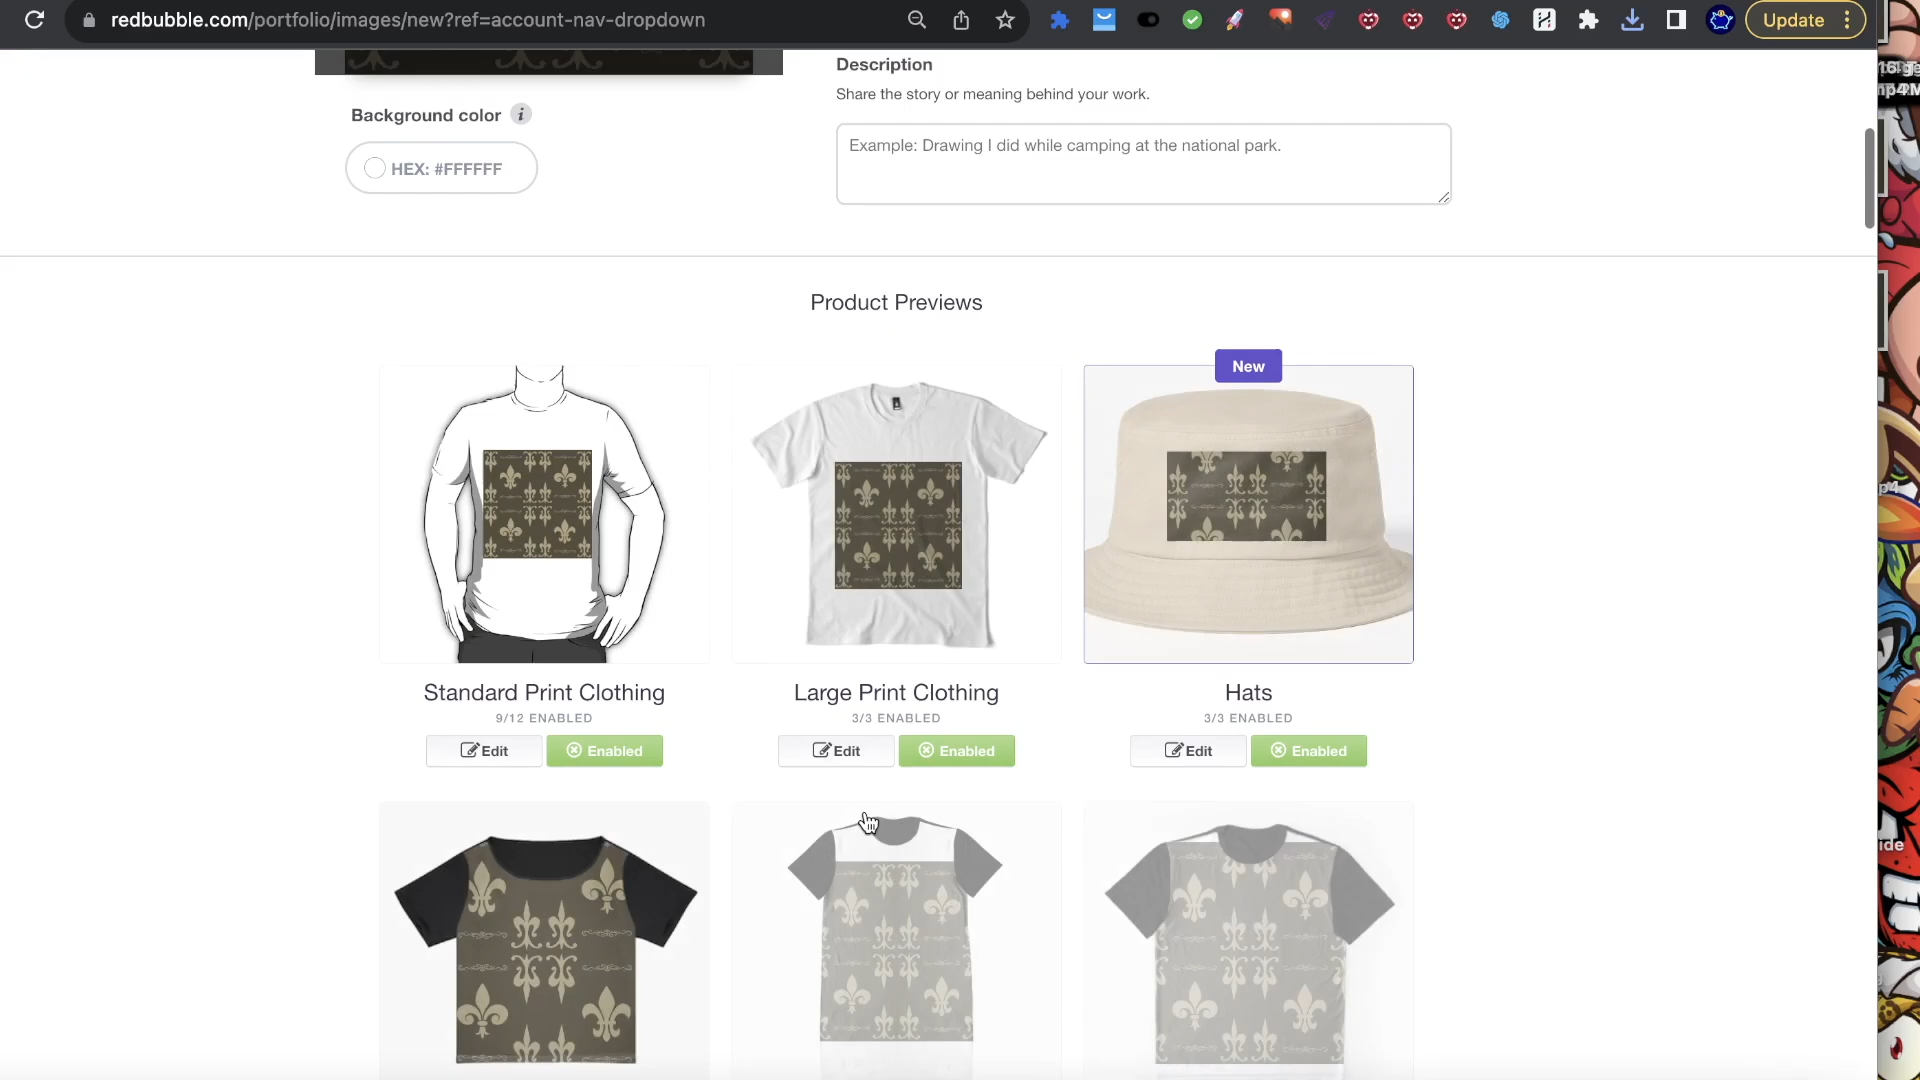 redbubble.com/portfolio/images/new?ref=account-nav-dropdown
Update
Description
Share the story or meaning behind your work.
Background color
Example: Drawing I did while camping at the national park.
HEX: #FFFFFF
Product Previews
New
Standard Print Clothing
9/12 ENABLED
Edit
Enabled
Large Print Clothing
3/3 ENABLED
Edit
Enabled
Hats
3/3 ENABLED
Edit
Enabled